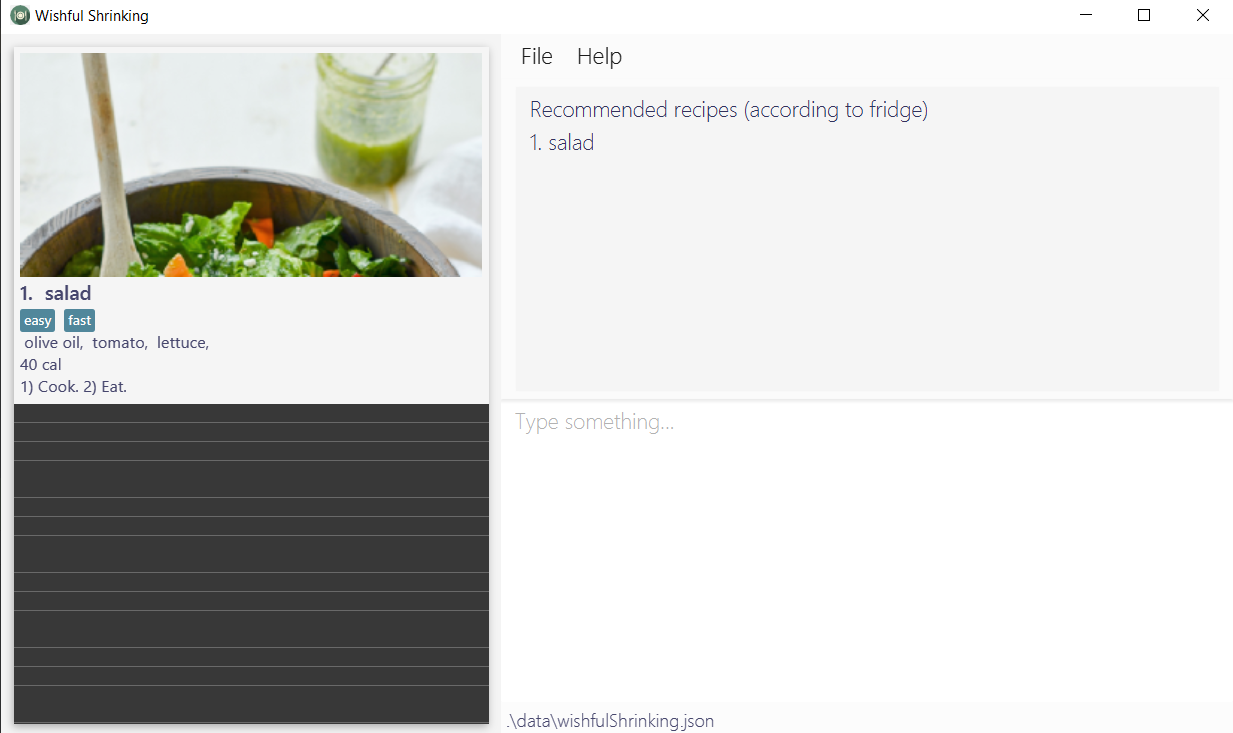 Wishful Shrinking
1. salad
easy fast
olive oil, tomato, lettuce,
40 cal
1) Cook. 2) Eat.
File Help
Recommended recipes (according to fridge)
1. salad
Type something...
.\data\wishfulShrinking.json